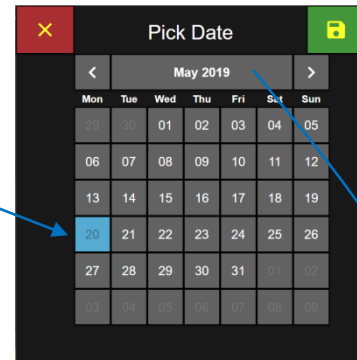 Pick Date
May 2019
Mon Tue Wed Thu Fri Sat Sun
29 30 01 02 03 04 05
06 07 08 09 10 11 12
13 14 15 16 17 18 19
20 21 22 23 24 25 26
27 28 29 30 31 01 02
03 04 05 06 07 08 09